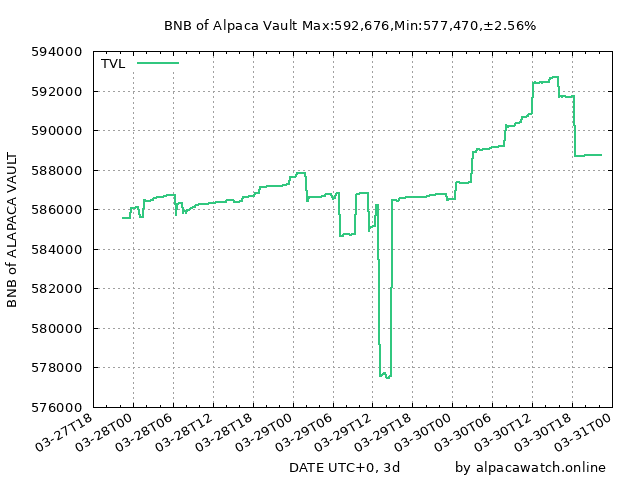 BNB of Alpaca Vault Max:592,676,Min:577,470,±2.56%
TVL
594000
592000
590000
588000
586000
584000
582000
580000
578000
576000
BNB of ALAPACA VAULT
03-27T18
03-28T00
03-28T06
03-28T12
03-28T18
03-29T00
03-29T06
03-29T12
03-29T18
03-30T00
03-30T06
03-30T12
03-30T18
03-31T00
DATE UTC+0, 3d
by alpacawatch.online